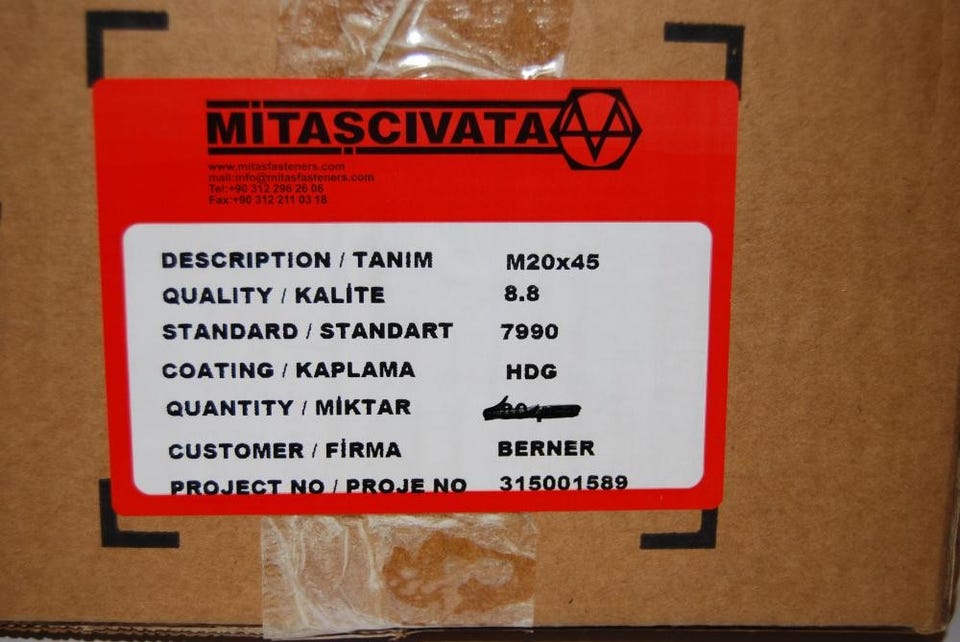 MİTAŞCIVATA
www.mitasfasteners.com
mail:info@mitasfasteners.com
Tel:+90 312 296 26 06
Fax:+90 312 211 03 18
DESCRIPTION / TANIM M20x45
QUALITY / KALİTE 8.8
STANDARD / STANDART 7990
COATING / KAPLAMA HDG
QUANTITY / MİKTAR
CUSTOMER / FİRMA BERNER
PROJECT NO / PROJE NO 315001589